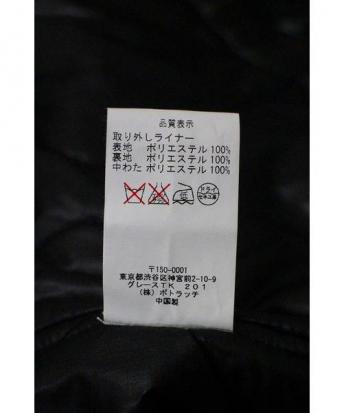 品質表示
取り外しライナー
表地 ポリエステル 100%
裏地 ポリエステル 100%
中わた ポリエステル 100%
ドライ
〒150-0001
東京都渋谷区神宮前2-10-9
グレースTK 201
(株) ポトラッチ
中国製